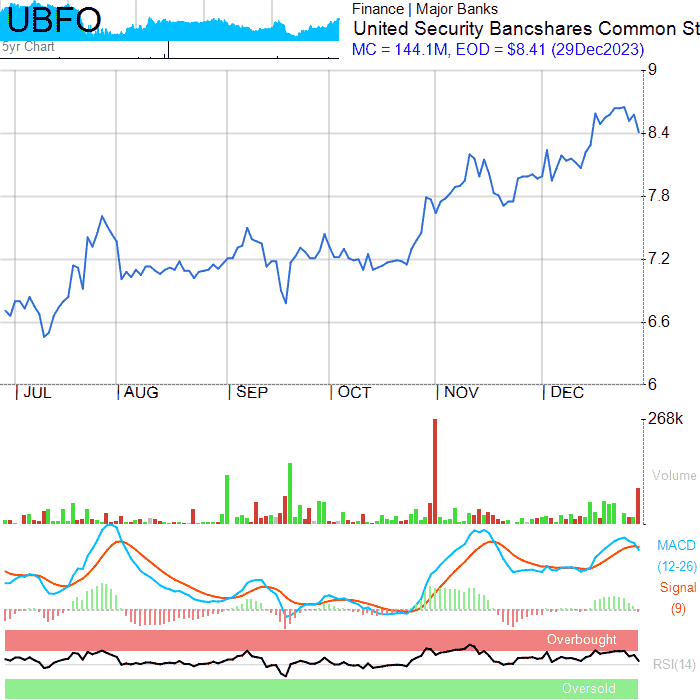 UBFO
5yr Chart
Finance | Major Banks
United Security Bancshares Common St
MC = 144.1M, EOD = $8.41 (29Dec2023)
9
8.4
7.8
7.2
6.6
6
JUL AUG SEP OCT NOV DEC
268k
Volume
MACD
(12-26)
Signal
(9)
Overbought
RSI(14)
Oversold